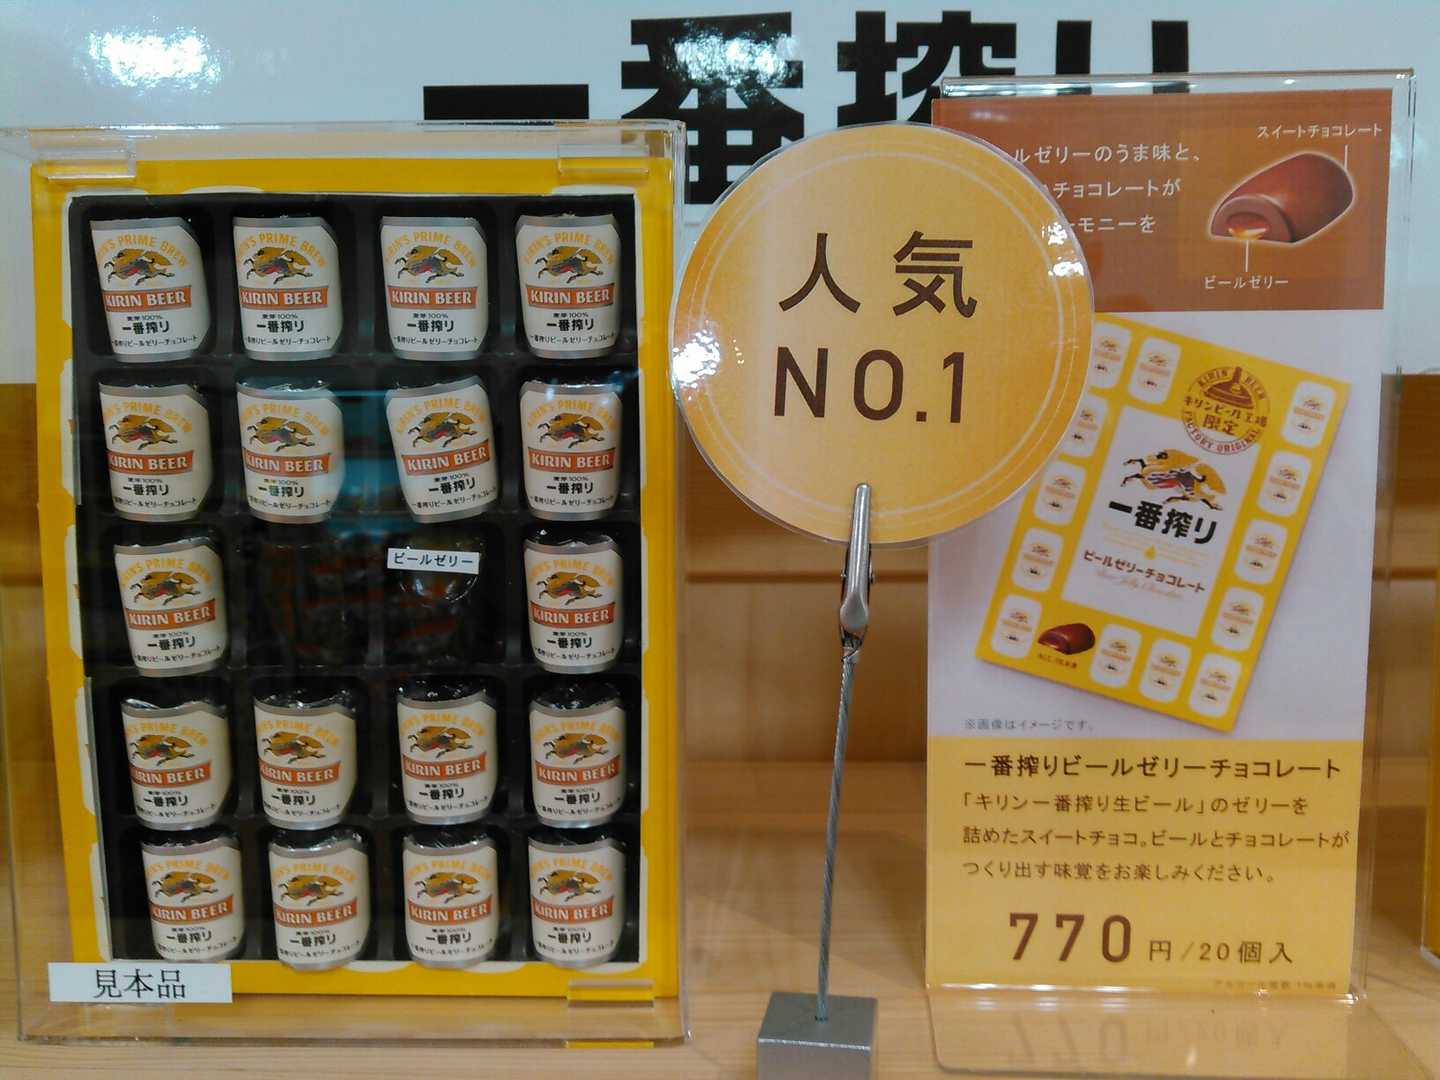 一番搾り
人気
NO.1
スイートチョコレート
ルゼリーのうま味と、
チョコレートが
ーモニーを
ビールゼリー
KIRIN BEER
キリンビール工場
限定
FACTORY ORIGINAL
一番搾り
ビールゼリーチョコレート
Beer Jelly Chocolate
※画像はイメージです。
一番搾りビールゼリーチョコレート
「キリン一番搾り生ビール」のゼリーを
詰めたスイートチョコ。ビールとチョコレートが
つくり出す味覚をお楽しみください。
770円/20個入
KIRIN'S PRIME BREW
KIRIN BEER
麦芽100%
一番搾り
一番搾りビールゼリーチョコレート
ビールゼリー
見本品